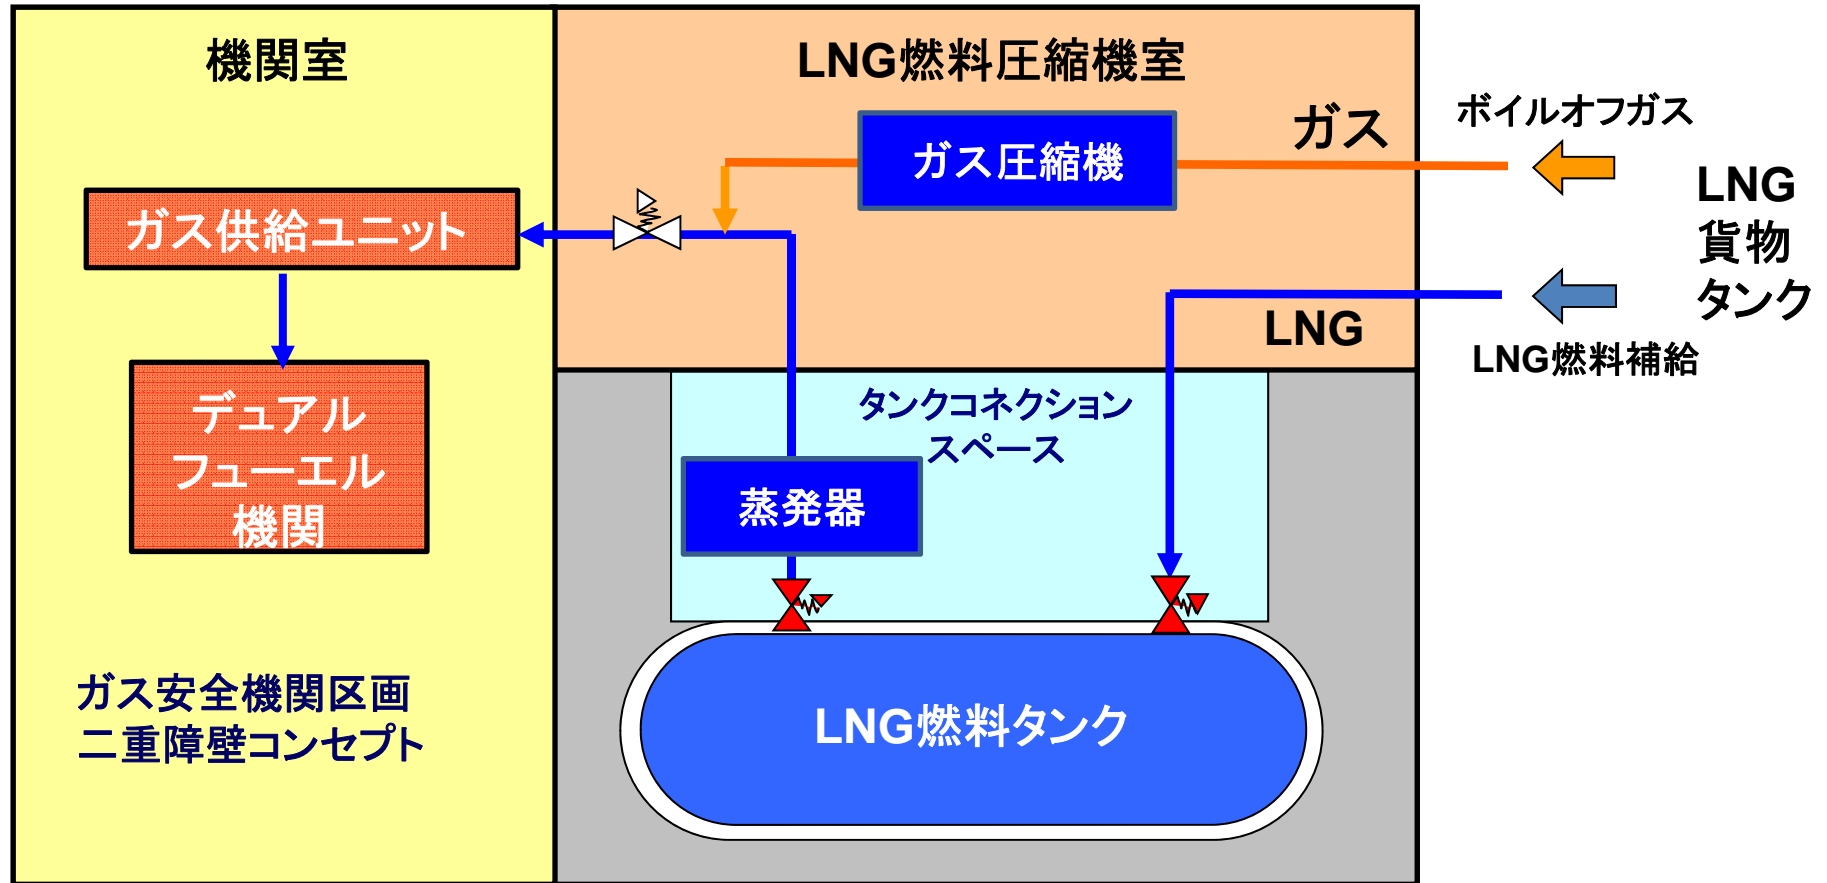 機関室
LNG燃料圧縮機室
ガス
ボイルオフガス
ガス圧縮機
LNG
貨物
タンク
ガス供給ユニット
LNG
LNG燃料補給
デュアル
フューエル
機関
タンクコネクション
スペース
蒸発器
ガス安全機関区画
二重障壁コンセプト
LNG燃料タンク